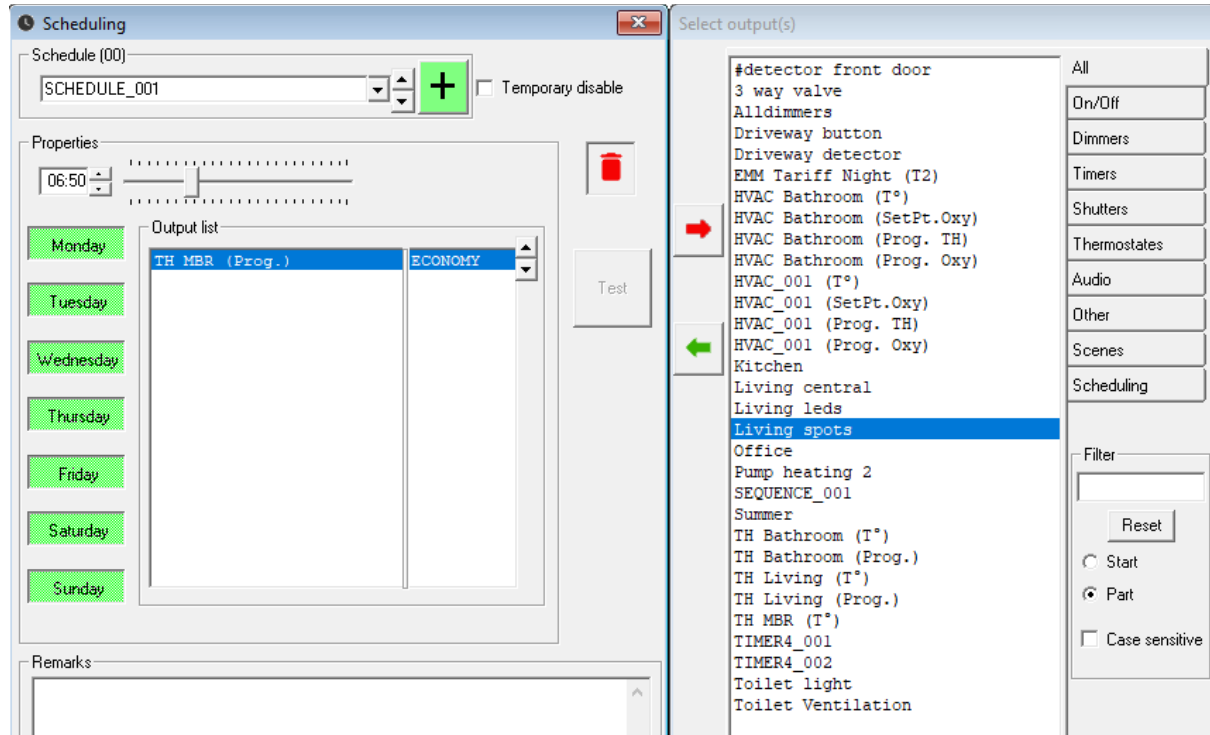 Scheduling
Schedule (00)
SCHEDULE_001
Temporary disable
Properties
06:50
Monday
Tuesday
Wednesday
Thursday
Friday
Saturday
Sunday
Output list
TH MBR (Prog.) ECONOMY
Test
Remarks
Select output(s)
#detector front door
3 way valve
Alldimmers
Driveway button
Driveway detector
EMM Tariff Night (T2)
HVAC Bathroom (T°)
HVAC Bathroom (SetPt.Oxy)
HVAC Bathroom (Prog. TH)
HVAC Bathroom (Prog. Oxy)
HVAC_001 (T°)
HVAC_001 (SetPt.Oxy)
HVAC_001 (Prog. TH)
HVAC_001 (Prog. Oxy)
Kitchen
Living central
Living leds
Living spots
Office
Pump heating 2
SEQUENCE_001
Summer
TH Bathroom (T°)
TH Bathroom (Prog.)
TH Living (T°)
TH Living (Prog.)
TH MBR (T°)
TIMER4_001
TIMER4_002
Toilet light
Toilet Ventilation
All
On/Off
Dimmers
Timers
Shutters
Thermostates
Audio
Other
Scenes
Scheduling
Filter
Reset
Start
Part
Case sensitive